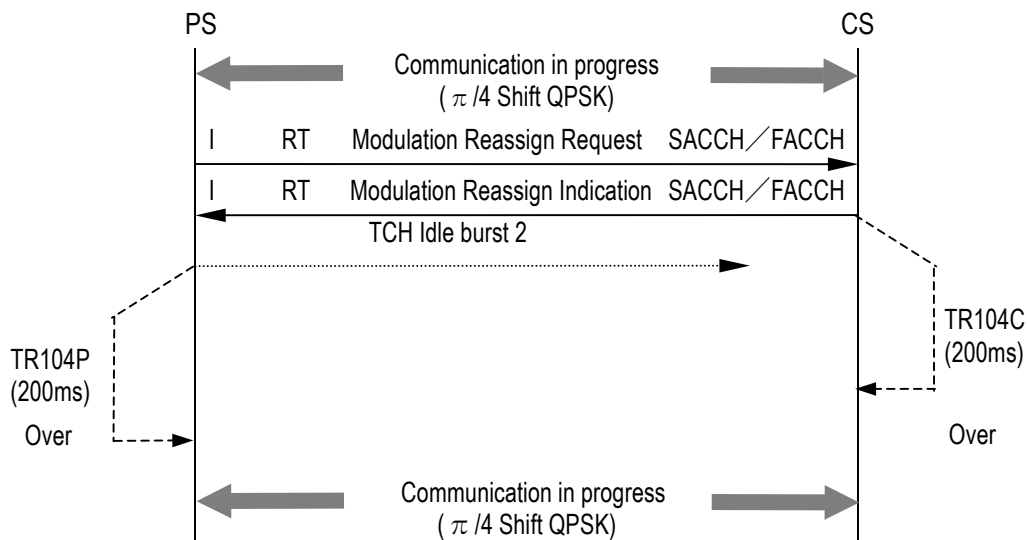 PS CS
Communication in progress
( π /4 Shift QPSK)
I RT Modulation Reassign Request SACCH／FACCH
I RT Modulation Reassign Indication SACCH／FACCH
TCH Idle burst 2
TR104P
(200ms)
Over
TR104C
(200ms)
Over
Communication in progress
( π /4 Shift QPSK)